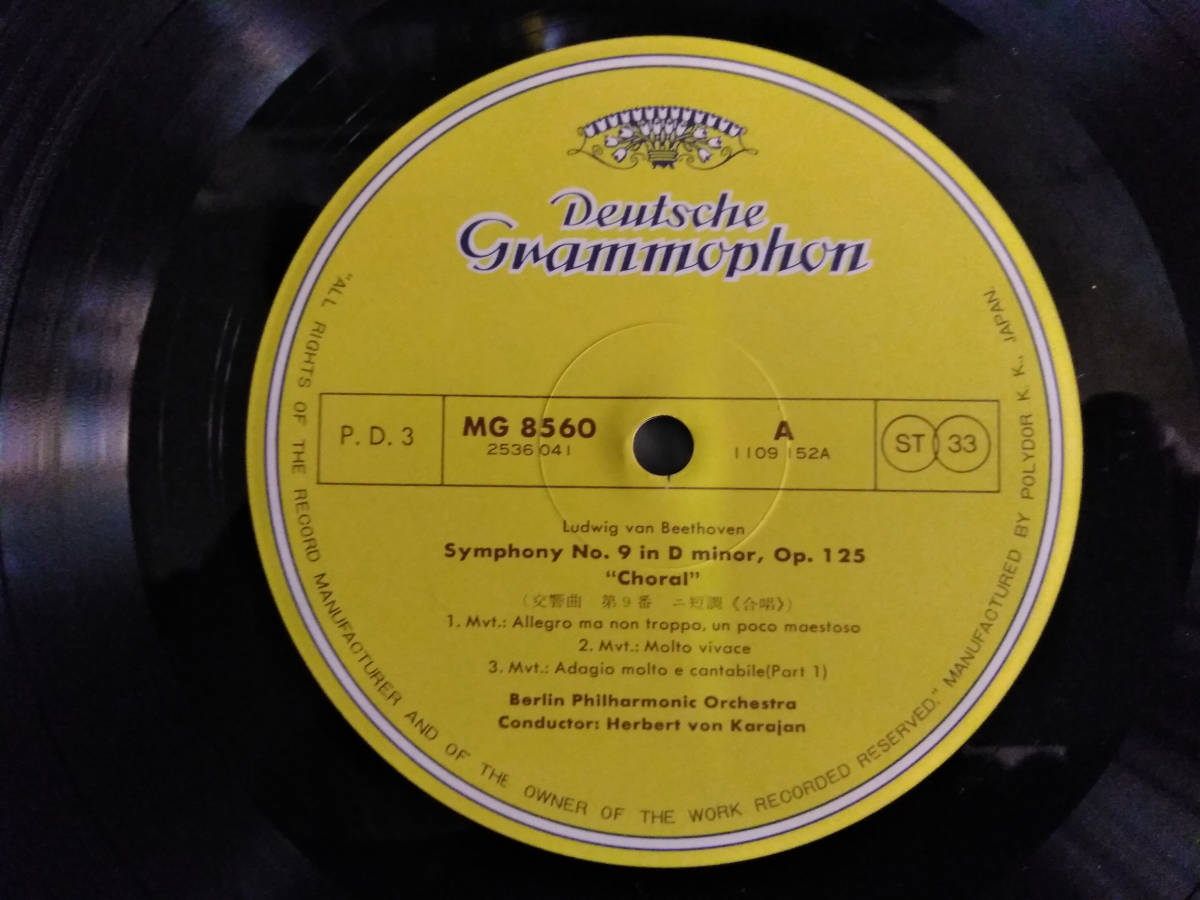 Deutsche
Grammophon
P. D. 3
MG 8560
2536 041
A
1109 152A
ST 33
Ludwig van Beethoven
Symphony No. 9 in D minor, Op. 125
"Choral"
(交響曲 第9番 ニ短調《合唱》)
1. Mvt.: Allegro ma non troppo, un poco maestoso
2. Mvt.: Molto vivace
3. Mvt.: Adagio molto e cantabile(Part 1)
Berlin Philharmonic Orchestra
Conductor: Herbert von Karajan
"ALL RIGHTS OF THE RECORD MANUFACTURER AND OF THE OWNER OF THE WORK RECORDED RESERVED." MANUFACTURED BY POLYDOR K. K., JAPAN.